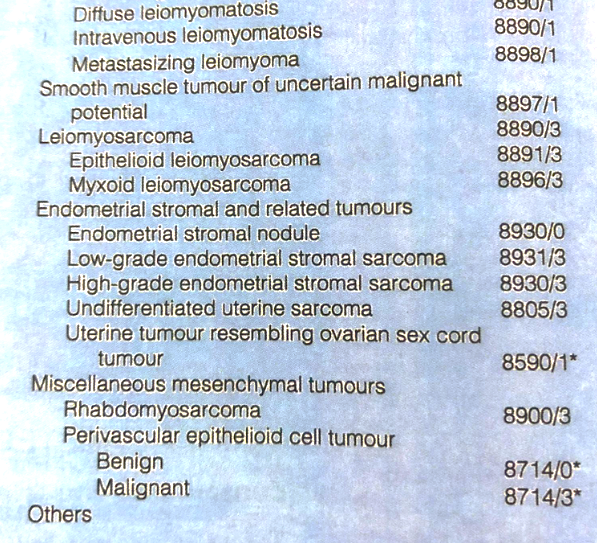 Diffuse leiomyomatosis 8890/1
Intravenous leiomyomatosis 8890/1
Metastasizing leiomyoma 8898/1
Smooth muscle tumour of uncertain malignant
potential 8897/1
Leiomyosarcoma 8890/3
Epithelioid leiomyosarcoma 8891/3
Myxoid leiomyosarcoma 8896/3
Endometrial stromal and related tumours
Endometrial stromal nodule 8930/0
Low-grade endometrial stromal sarcoma 8931/3
High-grade endometrial stromal sarcoma 8930/3
Undifferentiated uterine sarcoma 8805/3
Uterine tumour resembling ovarian sex cord
tumour 8590/1*
Miscellaneous mesenchymal tumours
Rhabdomyosarcoma 8900/3
Perivascular epithelioid cell tumour
Benign 8714/0*
Malignant 8714/3*
Others